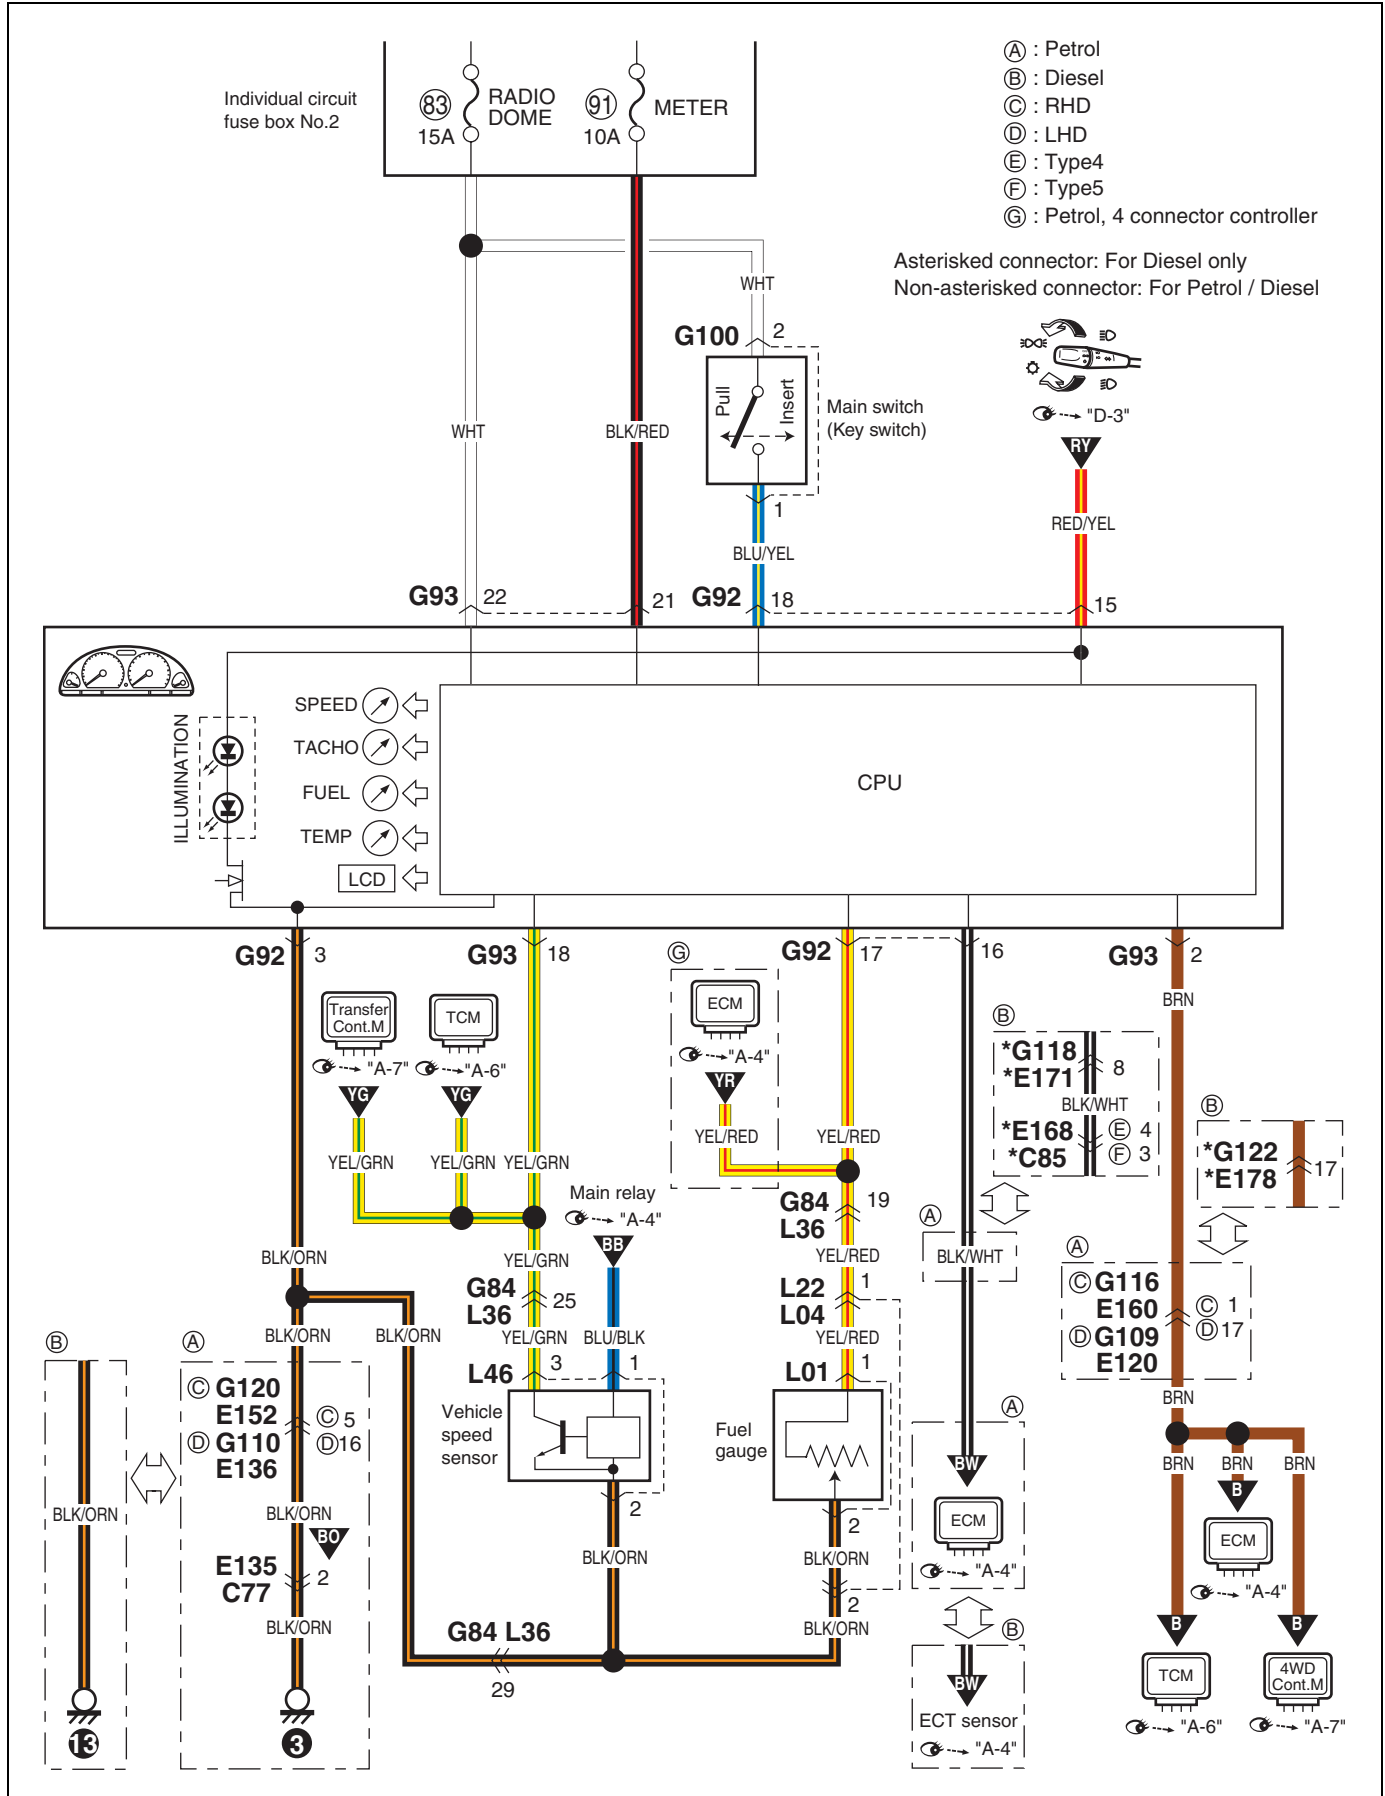 Individual circuit
fuse box No.2
83
15A
RADIO
DOME
91
10A
METER
A : Petrol
B : Diesel
C : RHD
D : LHD
E : Type4
F : Type5
G : Petrol, 4 connector controller
Asterisked connector: For Diesel only
Non-asterisked connector: For Petrol / Diesel
WHT
G100 2
Pull
Insert
Main switch
(Key switch)
"D-3"
RY
WHT
BLK/RED
1
RED/YEL
BLU/YEL
G93 22
21
G92 18
15
ILLUMINATION
SPEED
TACHO
FUEL
TEMP
LCD
CPU
G92 3
G93 18
G
G92 17
16
G93 2
Transfer
Cont.M
TCM
ECM
BRN
"A-7"
"A-6"
"A-4"
YG
YG
YR
B
*G118
*E171
8
BLK/WHT
*E168
*C85
E 4
F 3
B
*G122
*E178
17
YEL/GRN
YEL/GRN
YEL/GRN
YEL/RED
YEL/RED
Main relay
"A-4"
BB
G84
L36
19
A
BLK/WHT
A
BLK/ORN
YEL/GRN
YEL/RED
G84
L36
25
L22
L04
1
C G116
E160
D G109
E120
C 1
D 17
BLK/ORN
BLK/ORN
YEL/GRN
BLU/BLK
YEL/RED
B
A
L46 3
1
L01 1
C G120
E152
D G110
E136
C 5
D 16
Vehicle
speed
sensor
Fuel
gauge
A
BRN
BRN
BRN
BRN
BW
B
2
2
BLK/ORN
BLK/ORN
BO
ECM
ECM
E135
C77
2
BLK/ORN
BLK/ORN
"A-4"
"A-4"
2
BLK/ORN
BLK/ORN
G84 L36
29
B
B
B
BW
TCM
4WD
Cont.M
ECT sensor
"A-4"
"A-6"
"A-7"
13
3